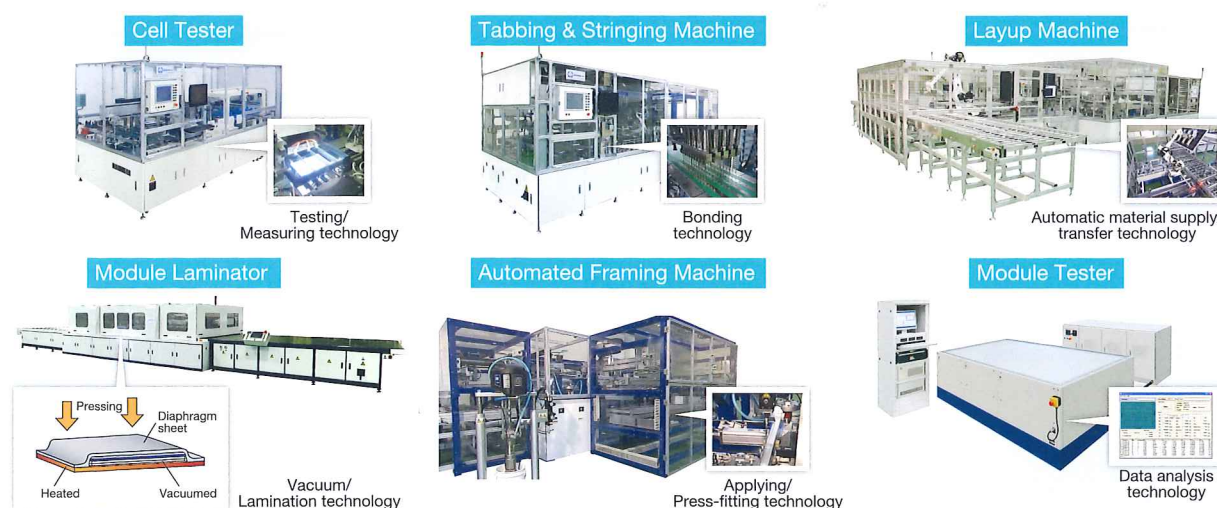 Cell Tester
Testing/
Measuring technology
Tabbing & Stringing Machine
Bonding
technology
Layup Machine
Automatic material supply
transfer technology
Module Laminator
Pressing
Diaphragm
sheet
Heated
Vacuumed
Vacuum/
Lamination technology
Automated Framing Machine
Applying/
Press-fitting technology
Module Tester
Data analysis
technology